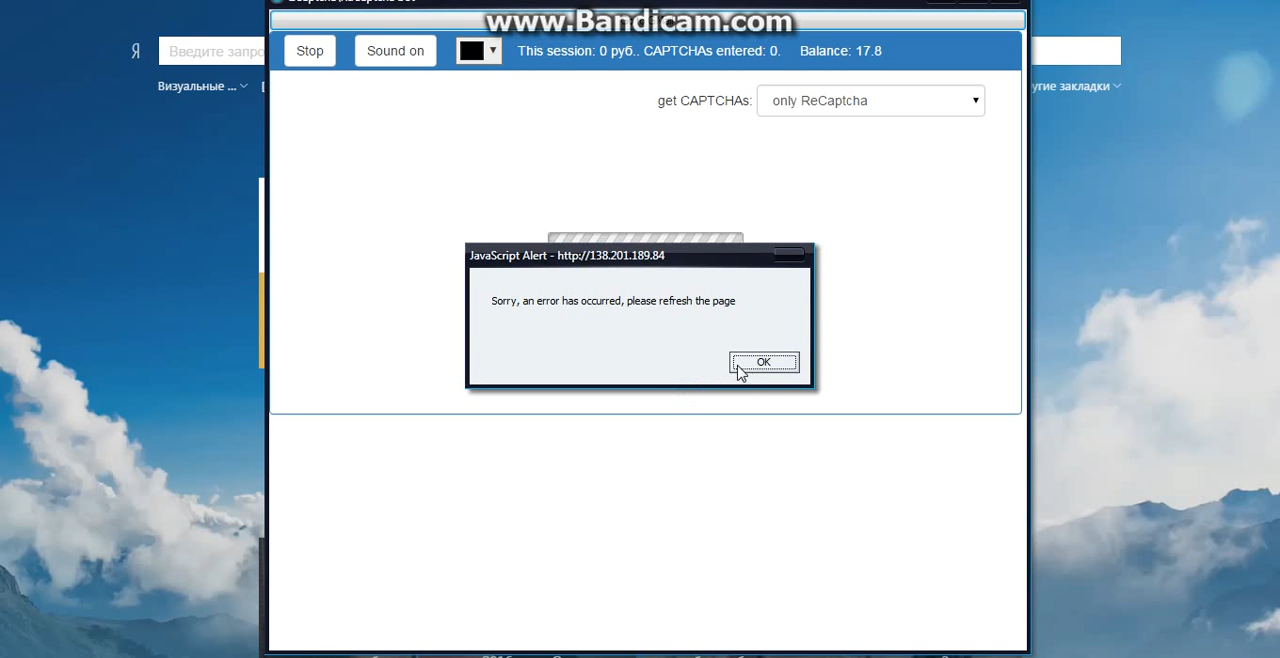 www.Bandicam.com
Я Введите запро
Stop Sound on This session: 0 руб.. CAPTCHAs entered: 0. Balance: 17.8
Визуальные ...
угие закладки
get CAPTCHAs: only ReCaptcha
JavaScript Alert - http://138.201.189.84
Sorry, an error has occurred, please refresh the page
OK